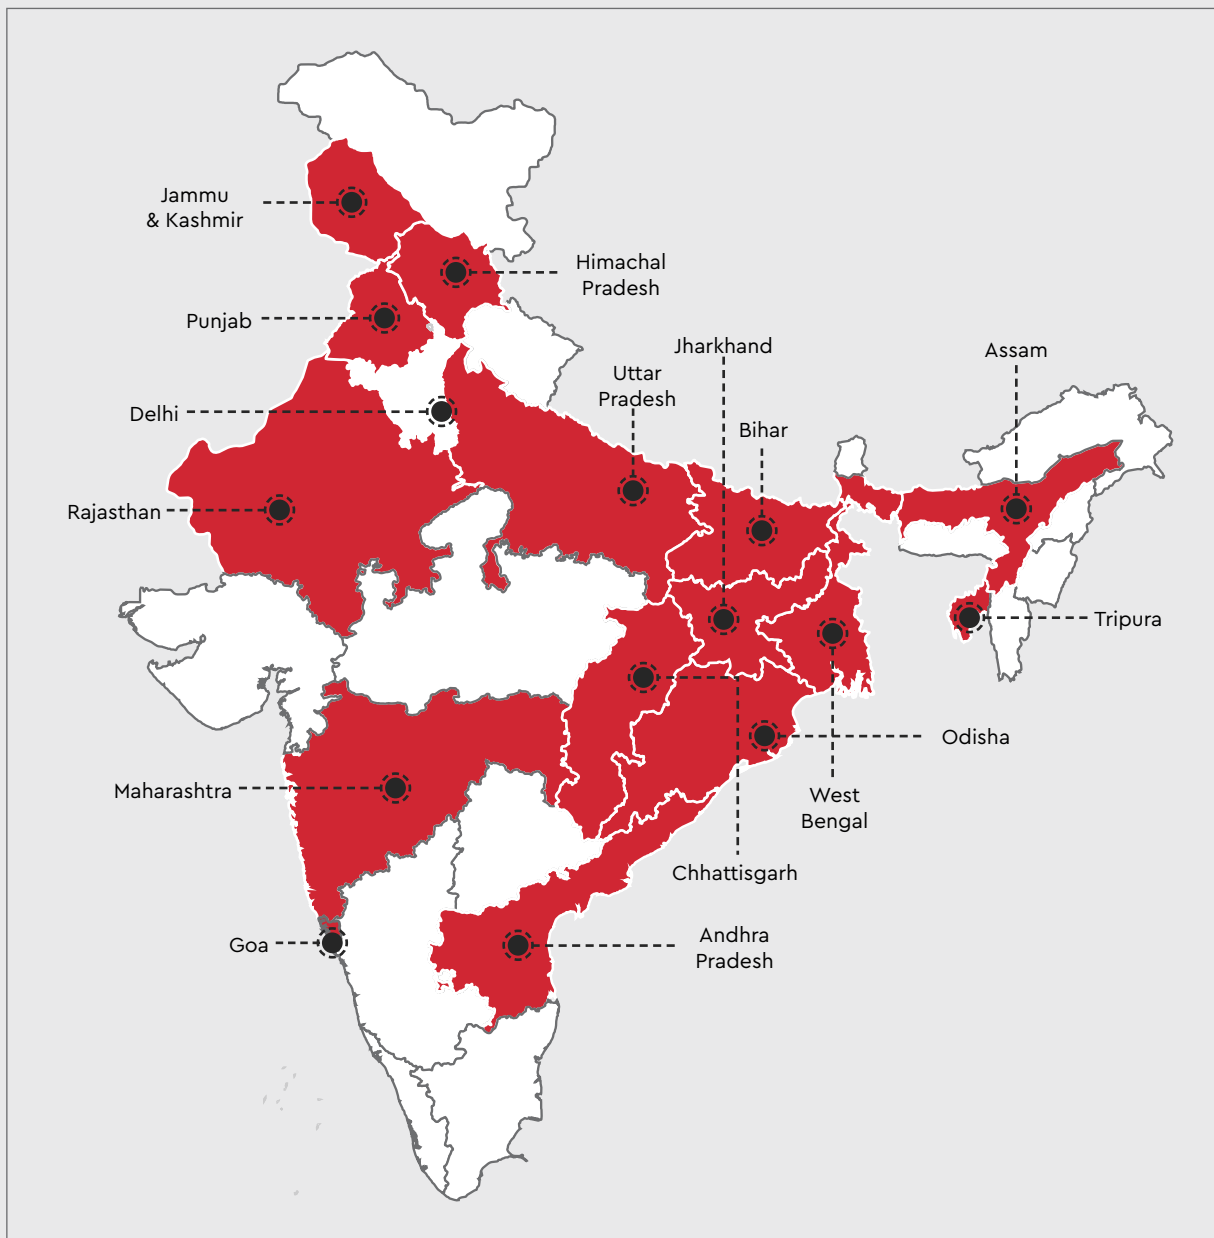 Jammu
& Kashmir
Himachal
Pradesh
Punjab
Jharkhand
Assam
Uttar
Pradesh
Delhi
Bihar
Rajasthan
Tripura
Odisha
Maharashtra
West
Bengal
Chhattisgarh
Goa
Andhra
Pradesh